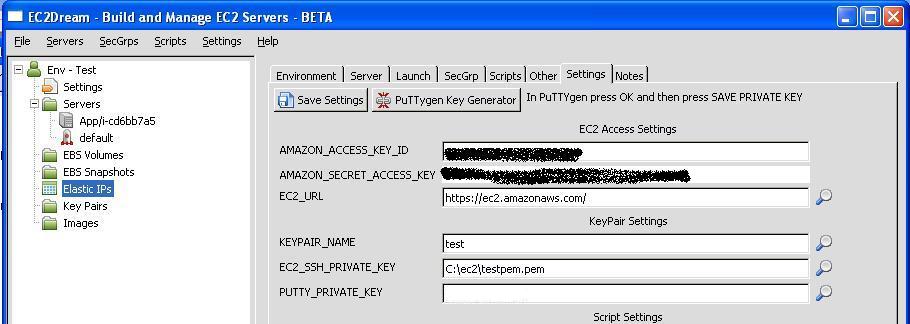 EC2Dream - Build and Manage EC2 Servers - BETA
File Servers SecGrps Scripts Settings Help
Env - Test
Settings
Servers
App/i-cd6bb7a5
default
EBS Volumes
EBS Snapshots
Elastic IPs
Key Pairs
Images
Environment Server Launch SecGrp Scripts Other Settings Notes
Save Settings PuTTYgen Key Generator In PuTTYgen press OK and then press SAVE PRIVATE KEY
EC2 Access Settings
AMAZON_ACCESS_KEY_ID
AMAZON_SECRET_ACCESS_KEY
EC2_URL https://ec2.amazonaws.com/
KeyPair Settings
KEYPAIR_NAME test
EC2_SSH_PRIVATE_KEY C:\ec2\testpem.pem
PUTTY_PRIVATE_KEY
Script Settings